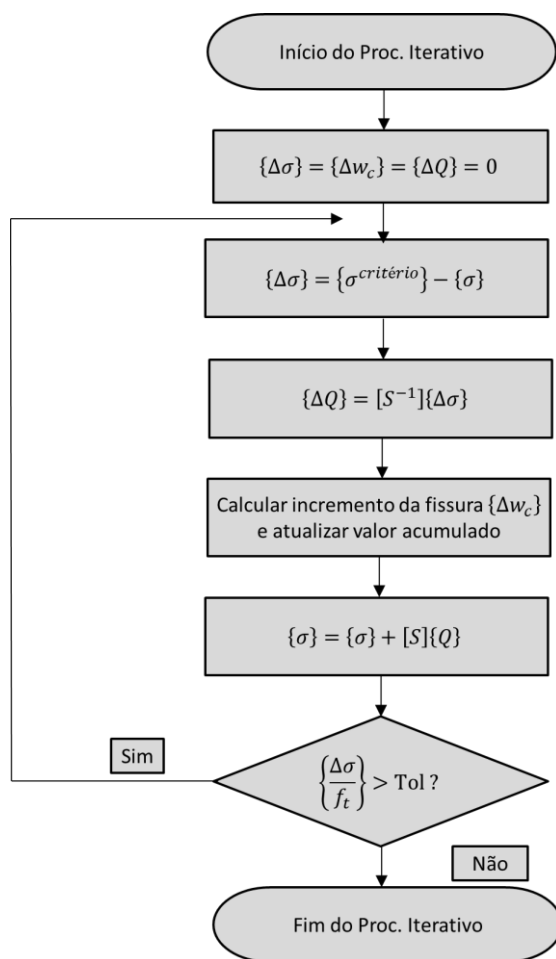 Início do Proc. Iterativo
{Δσ} = {Δw_c} = {ΔQ} = 0
{Δσ} = {σ^critério} − {σ}
{ΔQ} = [S^−1]{Δσ}
Calcular incremento da fissura {Δw_c}
e atualizar valor acumulado
{σ} = {σ} + [S]{Q}
Sim
{Δσ/f_t} > Tol ?
Não
Fim do Proc. Iterativo